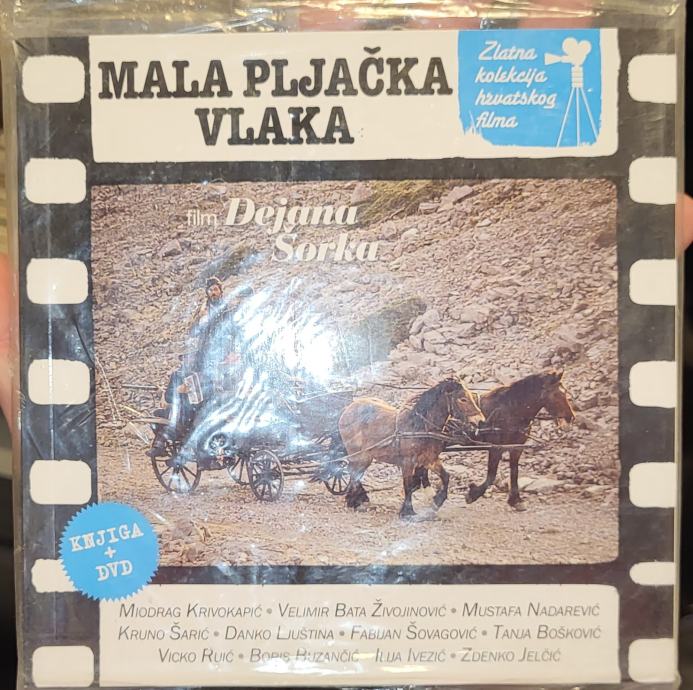 MALA PLJAČKA
VLAKA
Zlatna
kolekcija
hrvatskog
filma
film Dejana
Šorka
KNJIGA
+
DVD
MIODRAG KRIVOKAPIĆ • VELIMIR BATA ŽIVOJINOVIĆ • MUSTAFA NADAREVIĆ
KRUNO ŠARIĆ • DANKO LJUŠTINA • FABIJAN ŠOVAGOVIĆ • TANJA BOŠKOVIĆ
VICKO RUIĆ • BORIS BUZANČIĆ • ILIJA IVEZIĆ • ZDENKO JELČIĆ